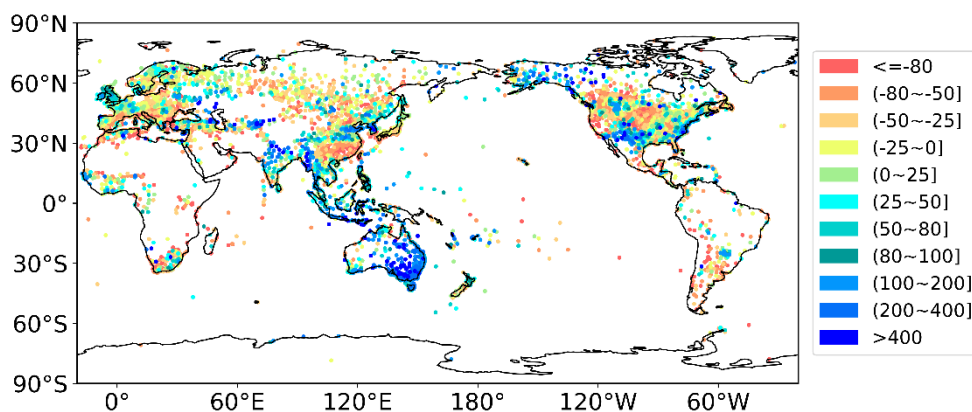 90°N
60°N
30°N
0°
30°S
60°S
90°S
0°
60°E
120°E
180°
120°W
60°W
<=-80
(-80~-50]
(-50~-25]
(-25~0]
(0~25]
(25~50]
(50~80]
(80~100]
(100~200]
(200~400]
>400